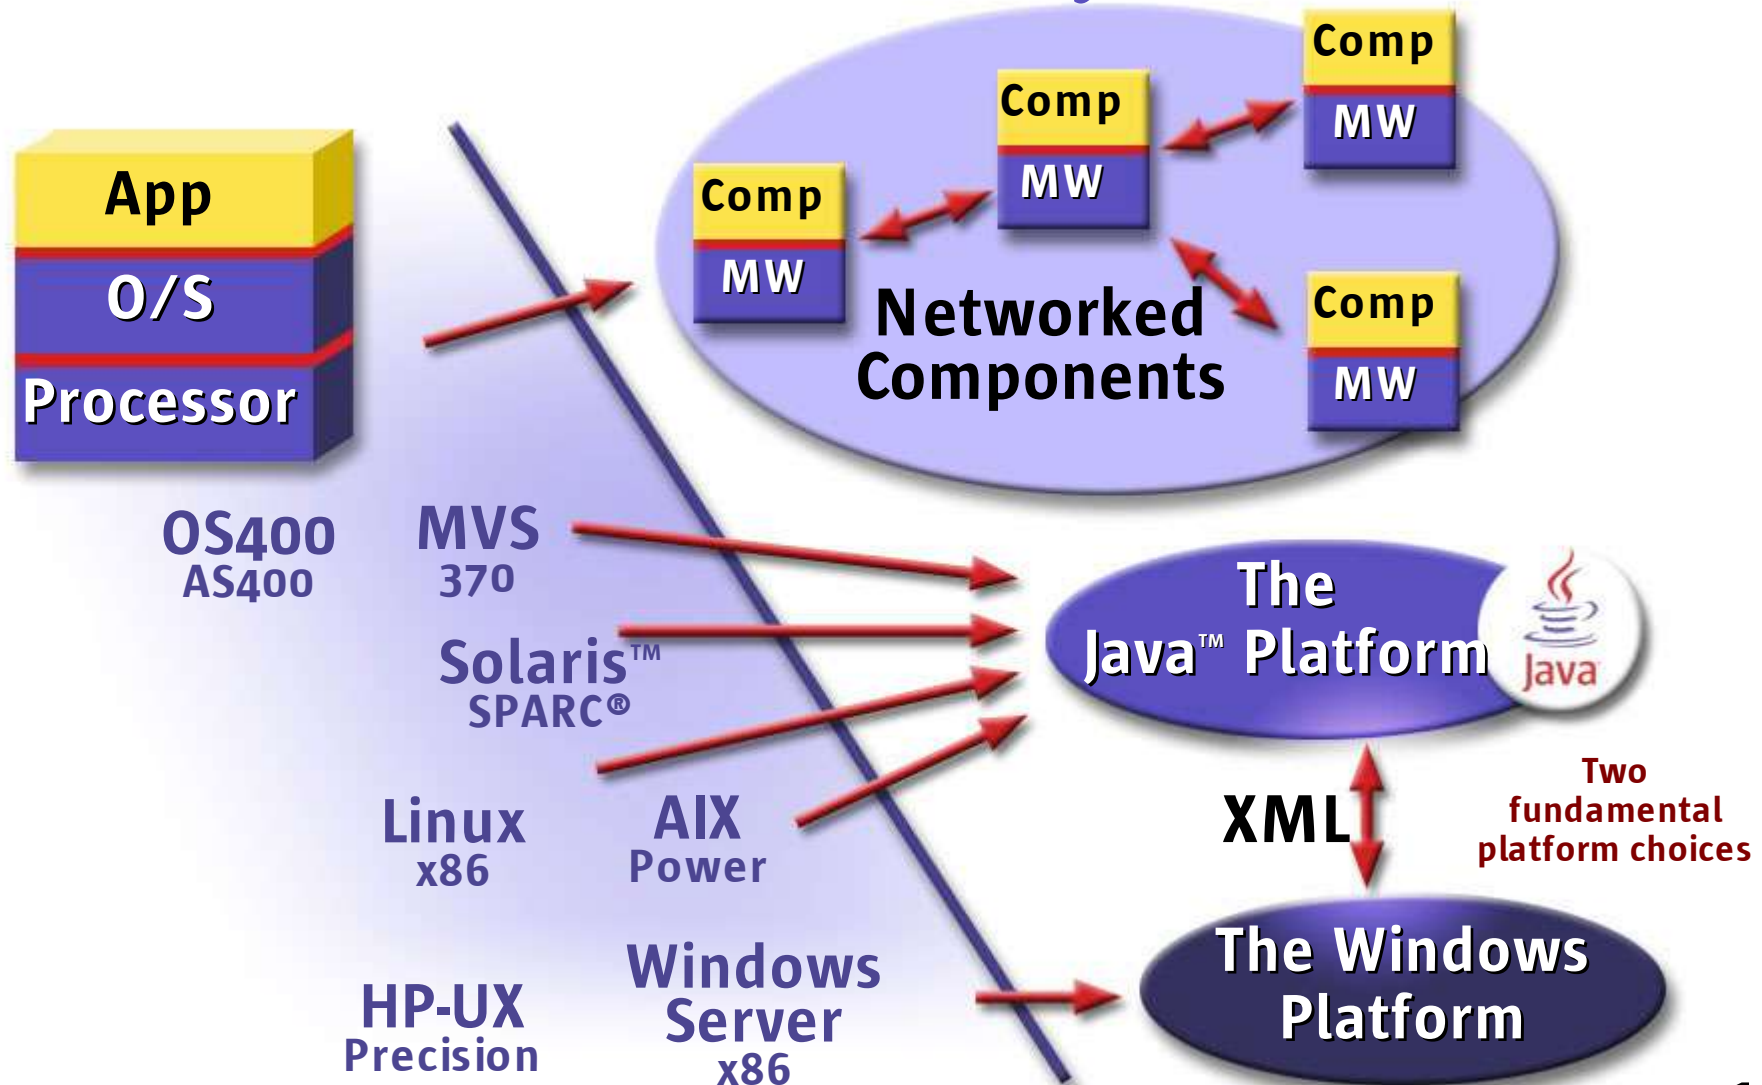 App
O/S
Processor
Comp
MW
Comp
MW
Comp
MW
Comp
MW
Networked
Components
OS400
AS400
MVS
370
Solaris™
SPARC®
Linux
x86
AIX
Power
HP-UX
Precision
Windows
Server
x86
The
Java™ Platform
Java
XML
Two
fundamental
platform choices
The Windows
Platform